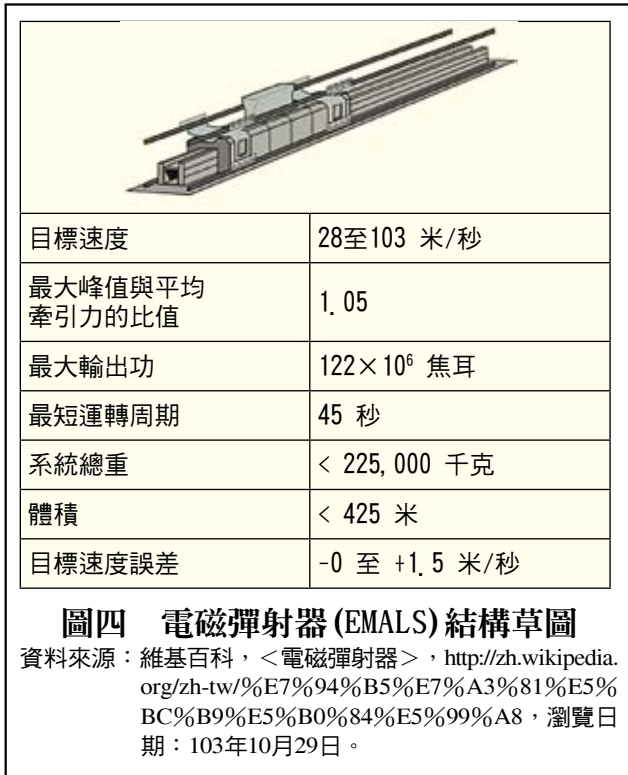 目標速度 28至103 米/秒
最大峰值與平均
牽引力的比值 1.05
最大輸出功 122×10⁶ 焦耳
最短運轉周期 45 秒
系統總重 < 225,000 千克
體積 < 425 米
目標速度誤差 -0 至 +1.5 米/秒
圖四 電磁彈射器(EMALS)結構草圖
資料來源：維基百科，＜電磁彈射器＞，http://zh.wikipedia.
org/zh-tw/%E7%94%B5%E7%A3%81%E5%
BC%B9%E5%B0%84%E5%99%A8，瀏覽日
期：103年10月29日。